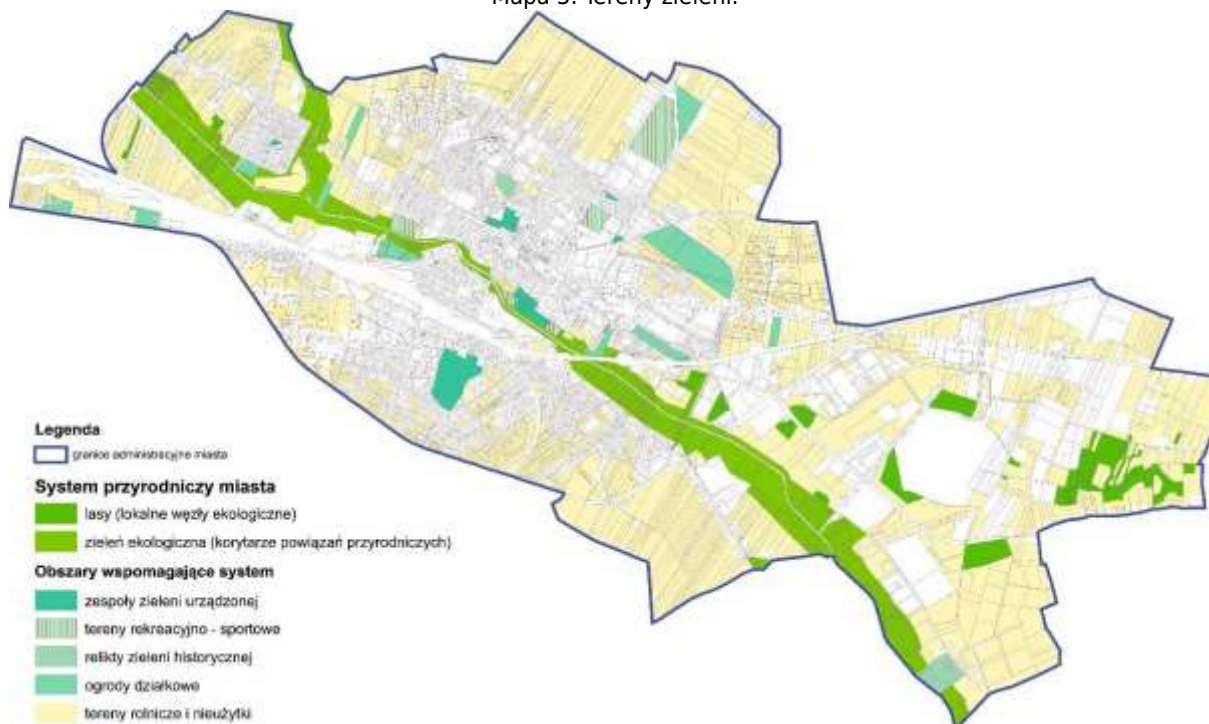 Mapa 5. Tereny zieleni.
Legenda
granice administracyjne miasta
System przyrodniczy miasta
lasy (lokalne węzły ekologiczne)
zieleń ekologiczna (korytarze powiązań przyrodniczych)
Obszary wspomagające system
zespoły zieleni urządzonej
tereny rekreacyjno - sportowe
relikty zieleni historycznej
ogrody działkowe
tereny rolnicze i nieużytki